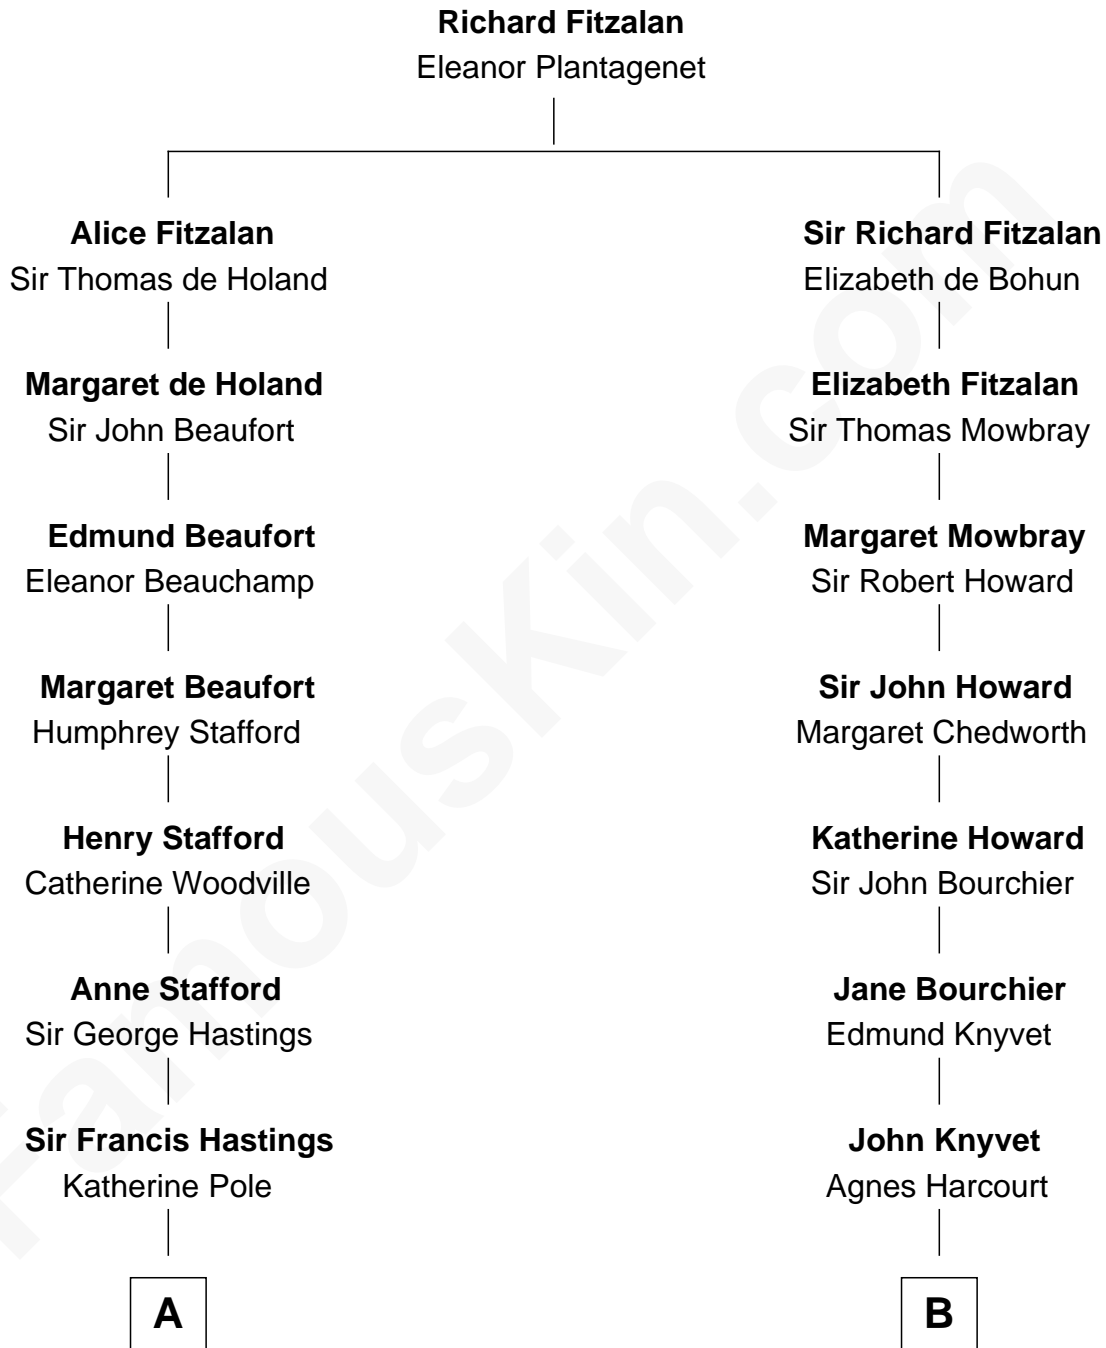 Richard Fitzalan
Eleanor Plantagenet
Alice Fitzalan
Sir Thomas de Holand
Margaret de Holand
Sir John Beaufort
Edmund Beaufort
Eleanor Beauchamp
Margaret Beaufort
Humphrey Stafford
Henry Stafford
Catherine Woodville
Anne Stafford
Sir George Hastings
Sir Francis Hastings
Katherine Pole
A
Sir Richard Fitzalan
Elizabeth de Bohun
Elizabeth Fitzalan
Sir Thomas Mowbray
Margaret Mowbray
Sir Robert Howard
Sir John Howard
Margaret Chedworth
Katherine Howard
Sir John Bourchier
Jane Bourchier
Edmund Knyvet
John Knyvet
Agnes Harcourt
B
FamousKin.com